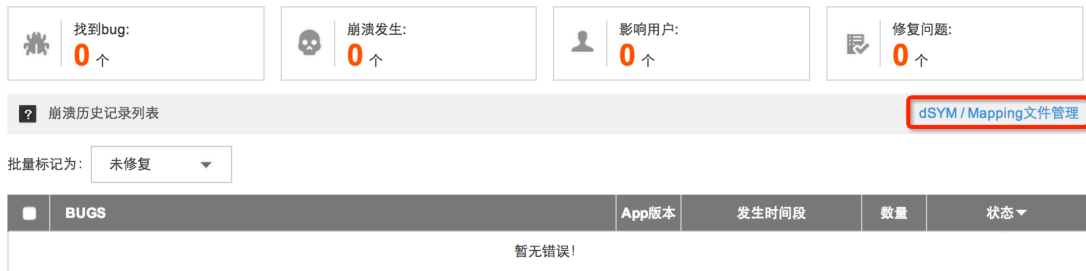 找到bug:
0 个
崩溃发生:
0 个
影响用户:
0 个
修复问题:
0 个
? 崩溃历史记录列表 dSYM / Mapping文件管理
批量标记为: 未修复
BUGS App版本 发生时间段 数量 状态
暂无错误!